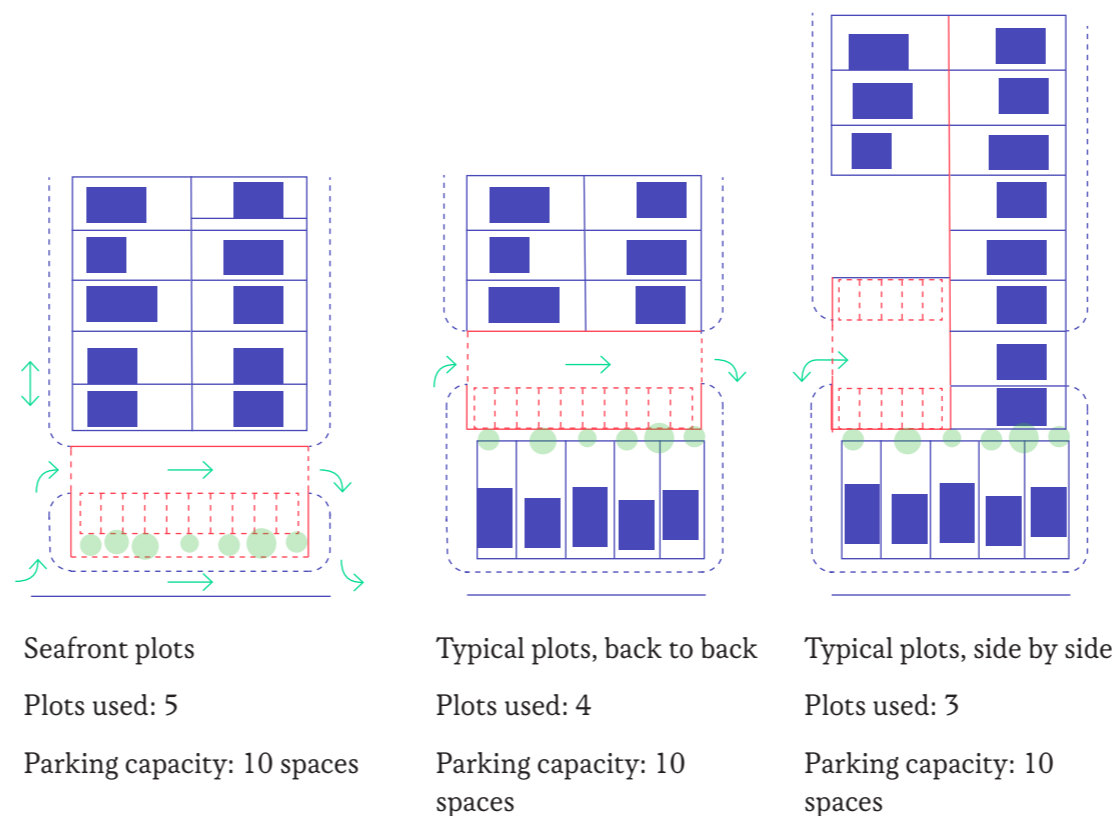 Seafront plots
Plots used: 5
Parking capacity: 10 spaces
Typical plots, back to back
Plots used: 4
Parking capacity: 10
spaces
Typical plots, side by side
Plots used: 3
Parking capacity: 10
spaces